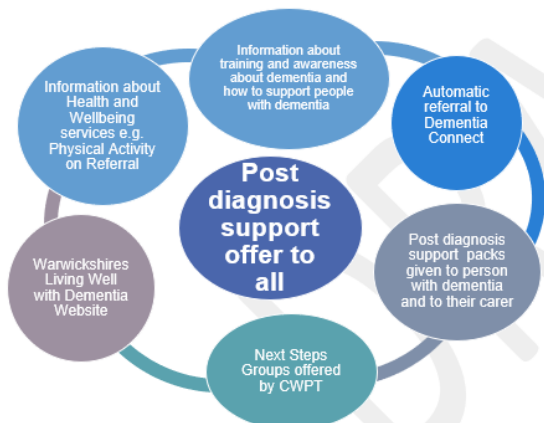 Information about
training and awareness
about dementia and
how to support people
with dementia
Automatic
referral to
Dementia
Connect
Post diagnosis
support packs
given to person
with dementia
and to their carer
Next Steps
Groups offered
by CWPT
Warwickshires
Living Well
with Dementia
Website
Information about
Health and
Wellbeing
services e.g.
Physical Activity
on Referral
Post
diagnosis
support
offer to
all